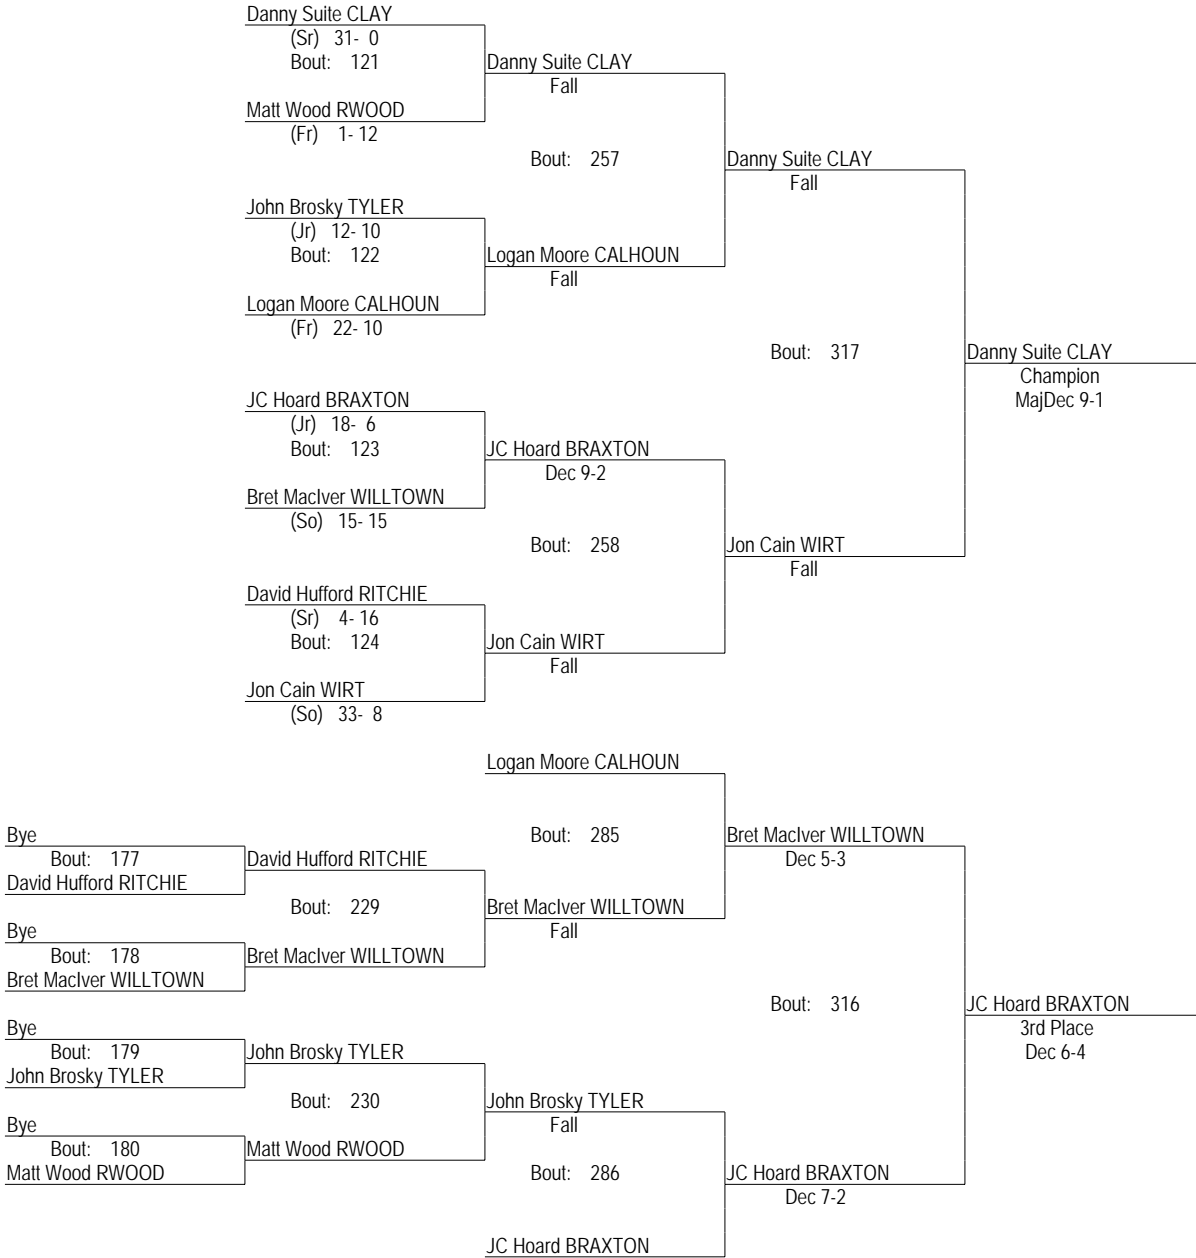 Danny Suite CLAY
(Sr) 31- 0
Bout: 121
Danny Suite CLAY
Fall
Matt Wood RWOOD
(Fr) 1- 12
Bout: 257
Danny Suite CLAY
Fall
John Brosky TYLER
(Jr) 12- 10
Bout: 122
Logan Moore CALHOUN
Fall
Logan Moore CALHOUN
(Fr) 22- 10
Bout: 317
Danny Suite CLAY
Champion
MajDec 9-1
JC Hoard BRAXTON
(Jr) 18- 6
Bout: 123
JC Hoard BRAXTON
Dec 9-2
Bret MacIver WILLTOWN
(So) 15- 15
Bout: 258
Jon Cain WIRT
Fall
David Hufford RITCHIE
(Sr) 4- 16
Bout: 124
Jon Cain WIRT
Fall
Jon Cain WIRT
(So) 33- 8
Logan Moore CALHOUN
Bout: 285
Bret MacIver WILLTOWN
Dec 5-3
Bye
Bout: 177
David Hufford RITCHIE
David Hufford RITCHIE
Bout: 229
Bret MacIver WILLTOWN
Fall
Bye
Bout: 178
Bret MacIver WILLTOWN
Bret MacIver WILLTOWN
Bout: 316
JC Hoard BRAXTON
3rd Place
Dec 6-4
Bye
Bout: 179
John Brosky TYLER
John Brosky TYLER
Bout: 230
John Brosky TYLER
Fall
Bye
Bout: 180
Matt Wood RWOOD
Matt Wood RWOOD
Bout: 286
JC Hoard BRAXTON
Dec 7-2
JC Hoard BRAXTON